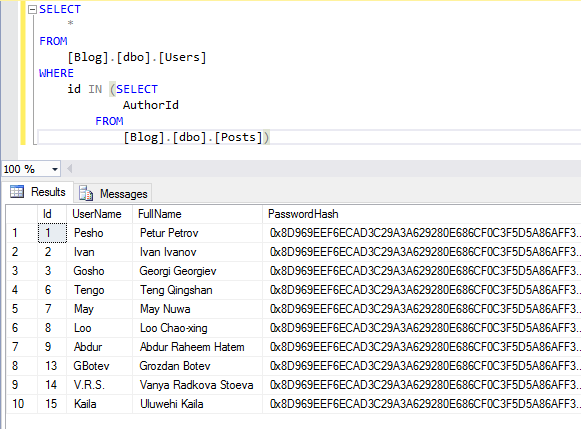 SELECT
*
FROM
[Blog].[dbo].[Users]
WHERE
id IN (SELECT
AuthorId
FROM
[Blog].[dbo].[Posts])
100 %
Results Messages
Id UserName FullName PasswordHash
1 1 Pesho Petur Petrov 0x8D969EEF6ECAD3C29A3A629280E686CF0C3F5D5A86AFF3...
2 2 Ivan Ivan Ivanov 0x8D969EEF6ECAD3C29A3A629280E686CF0C3F5D5A86AFF3...
3 3 Gosho Georgi Georgiev 0x8D969EEF6ECAD3C29A3A629280E686CF0C3F5D5A86AFF3...
4 6 Tengo Teng Qingshan 0x8D969EEF6ECAD3C29A3A629280E686CF0C3F5D5A86AFF3...
5 7 May May Nuwa 0x8D969EEF6ECAD3C29A3A629280E686CF0C3F5D5A86AFF3...
6 8 Loo Loo Chao-xing 0x8D969EEF6ECAD3C29A3A629280E686CF0C3F5D5A86AFF3...
7 9 Abdur Abdur Raheem Hatem 0x8D969EEF6ECAD3C29A3A629280E686CF0C3F5D5A86AFF3...
8 13 GBotev Grozdan Botev 0x8D969EEF6ECAD3C29A3A629280E686CF0C3F5D5A86AFF3...
9 14 V.R.S. Vanya Radkova Stoeva 0x8D969EEF6ECAD3C29A3A629280E686CF0C3F5D5A86AFF3...
10 15 Kaila Uluwehi Kaila 0x8D969EEF6ECAD3C29A3A629280E686CF0C3F5D5A86AFF3...